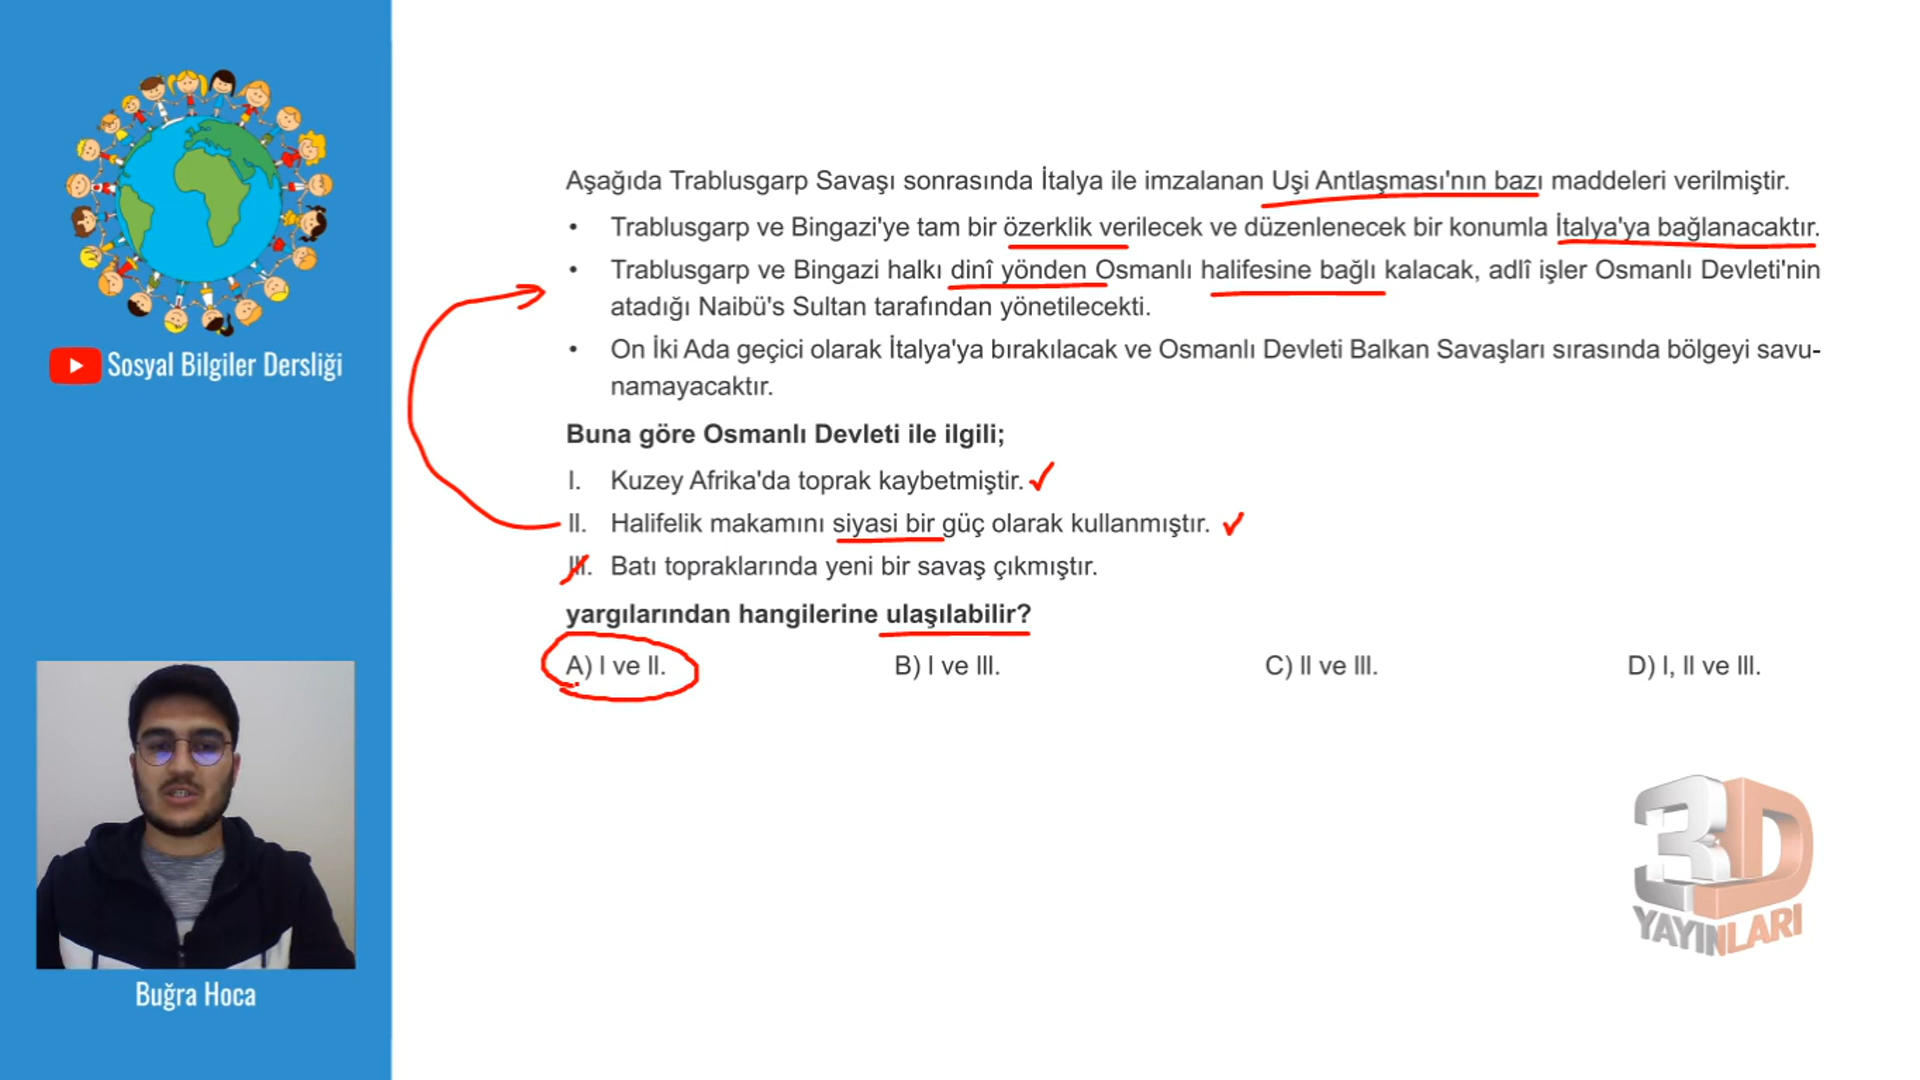 Sosyal Bilgiler Dersliği
Buğra Hoca
Aşağıda Trablusgarp Savaşı sonrasında İtalya ile imzalanan Uşi Antlaşması'nın bazı maddeleri verilmiştir.
• Trablusgarp ve Bingazi'ye tam bir özerklik verilecek ve düzenlenecek bir konumla İtalya'ya bağlanacaktır.
• Trablusgarp ve Bingazi halkı dinî yönden Osmanlı halifesine bağlı kalacak, adlî işler Osmanlı Devleti'nin
atadığı Naibü's Sultan tarafından yönetilecekti.
• On İki Ada geçici olarak İtalya'ya bırakılacak ve Osmanlı Devleti Balkan Savaşları sırasında bölgeyi savu-
namayacaktır.
Buna göre Osmanlı Devleti ile ilgili;
I. Kuzey Afrika'da toprak kaybetmiştir.
II. Halifelik makamını siyasi bir güç olarak kullanmıştır.
III. Batı topraklarında yeni bir savaş çıkmıştır.
yargılarından hangilerine ulaşılabilir?
A) I ve II. B) I ve III. C) II ve III. D) I, II ve III.
3D
YAYINLARI